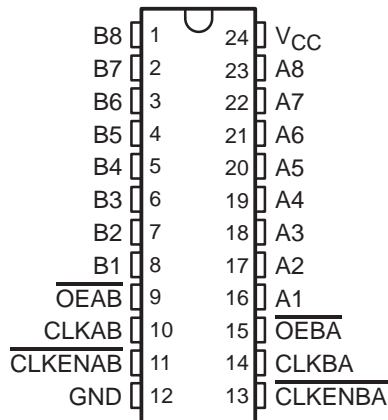 B8 1 24 VCC
B7 2 23 A8
B6 3 22 A7
B5 4 21 A6
B4 5 20 A5
B3 6 19 A4
B2 7 18 A3
B1 8 17 A2
OEAB 9 16 A1
CLKAB 10 15 OEBA
CLKENAB 11 14 CLKBA
GND 12 13 CLKENBA